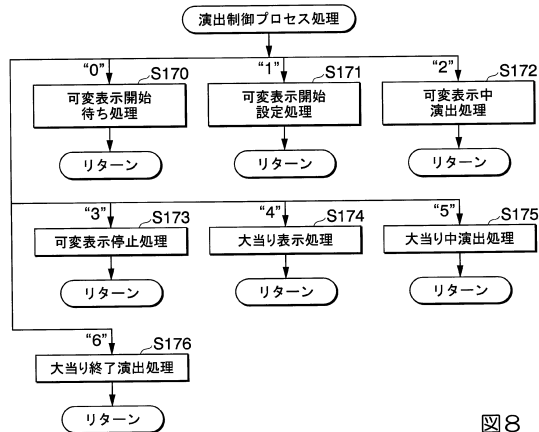 演出制御プロセス処理
“0”
S170
可変表示開始
待ち処理
リターン
“1”
S171
可変表示開始
設定処理
リターン
“2”
S172
可変表示中
演出処理
リターン
“3”
S173
可変表示停止処理
リターン
“4”
S174
大当り表示処理
リターン
“5”
S175
大当り中演出処理
リターン
“6”
S176
大当り終了演出処理
リターン
図8